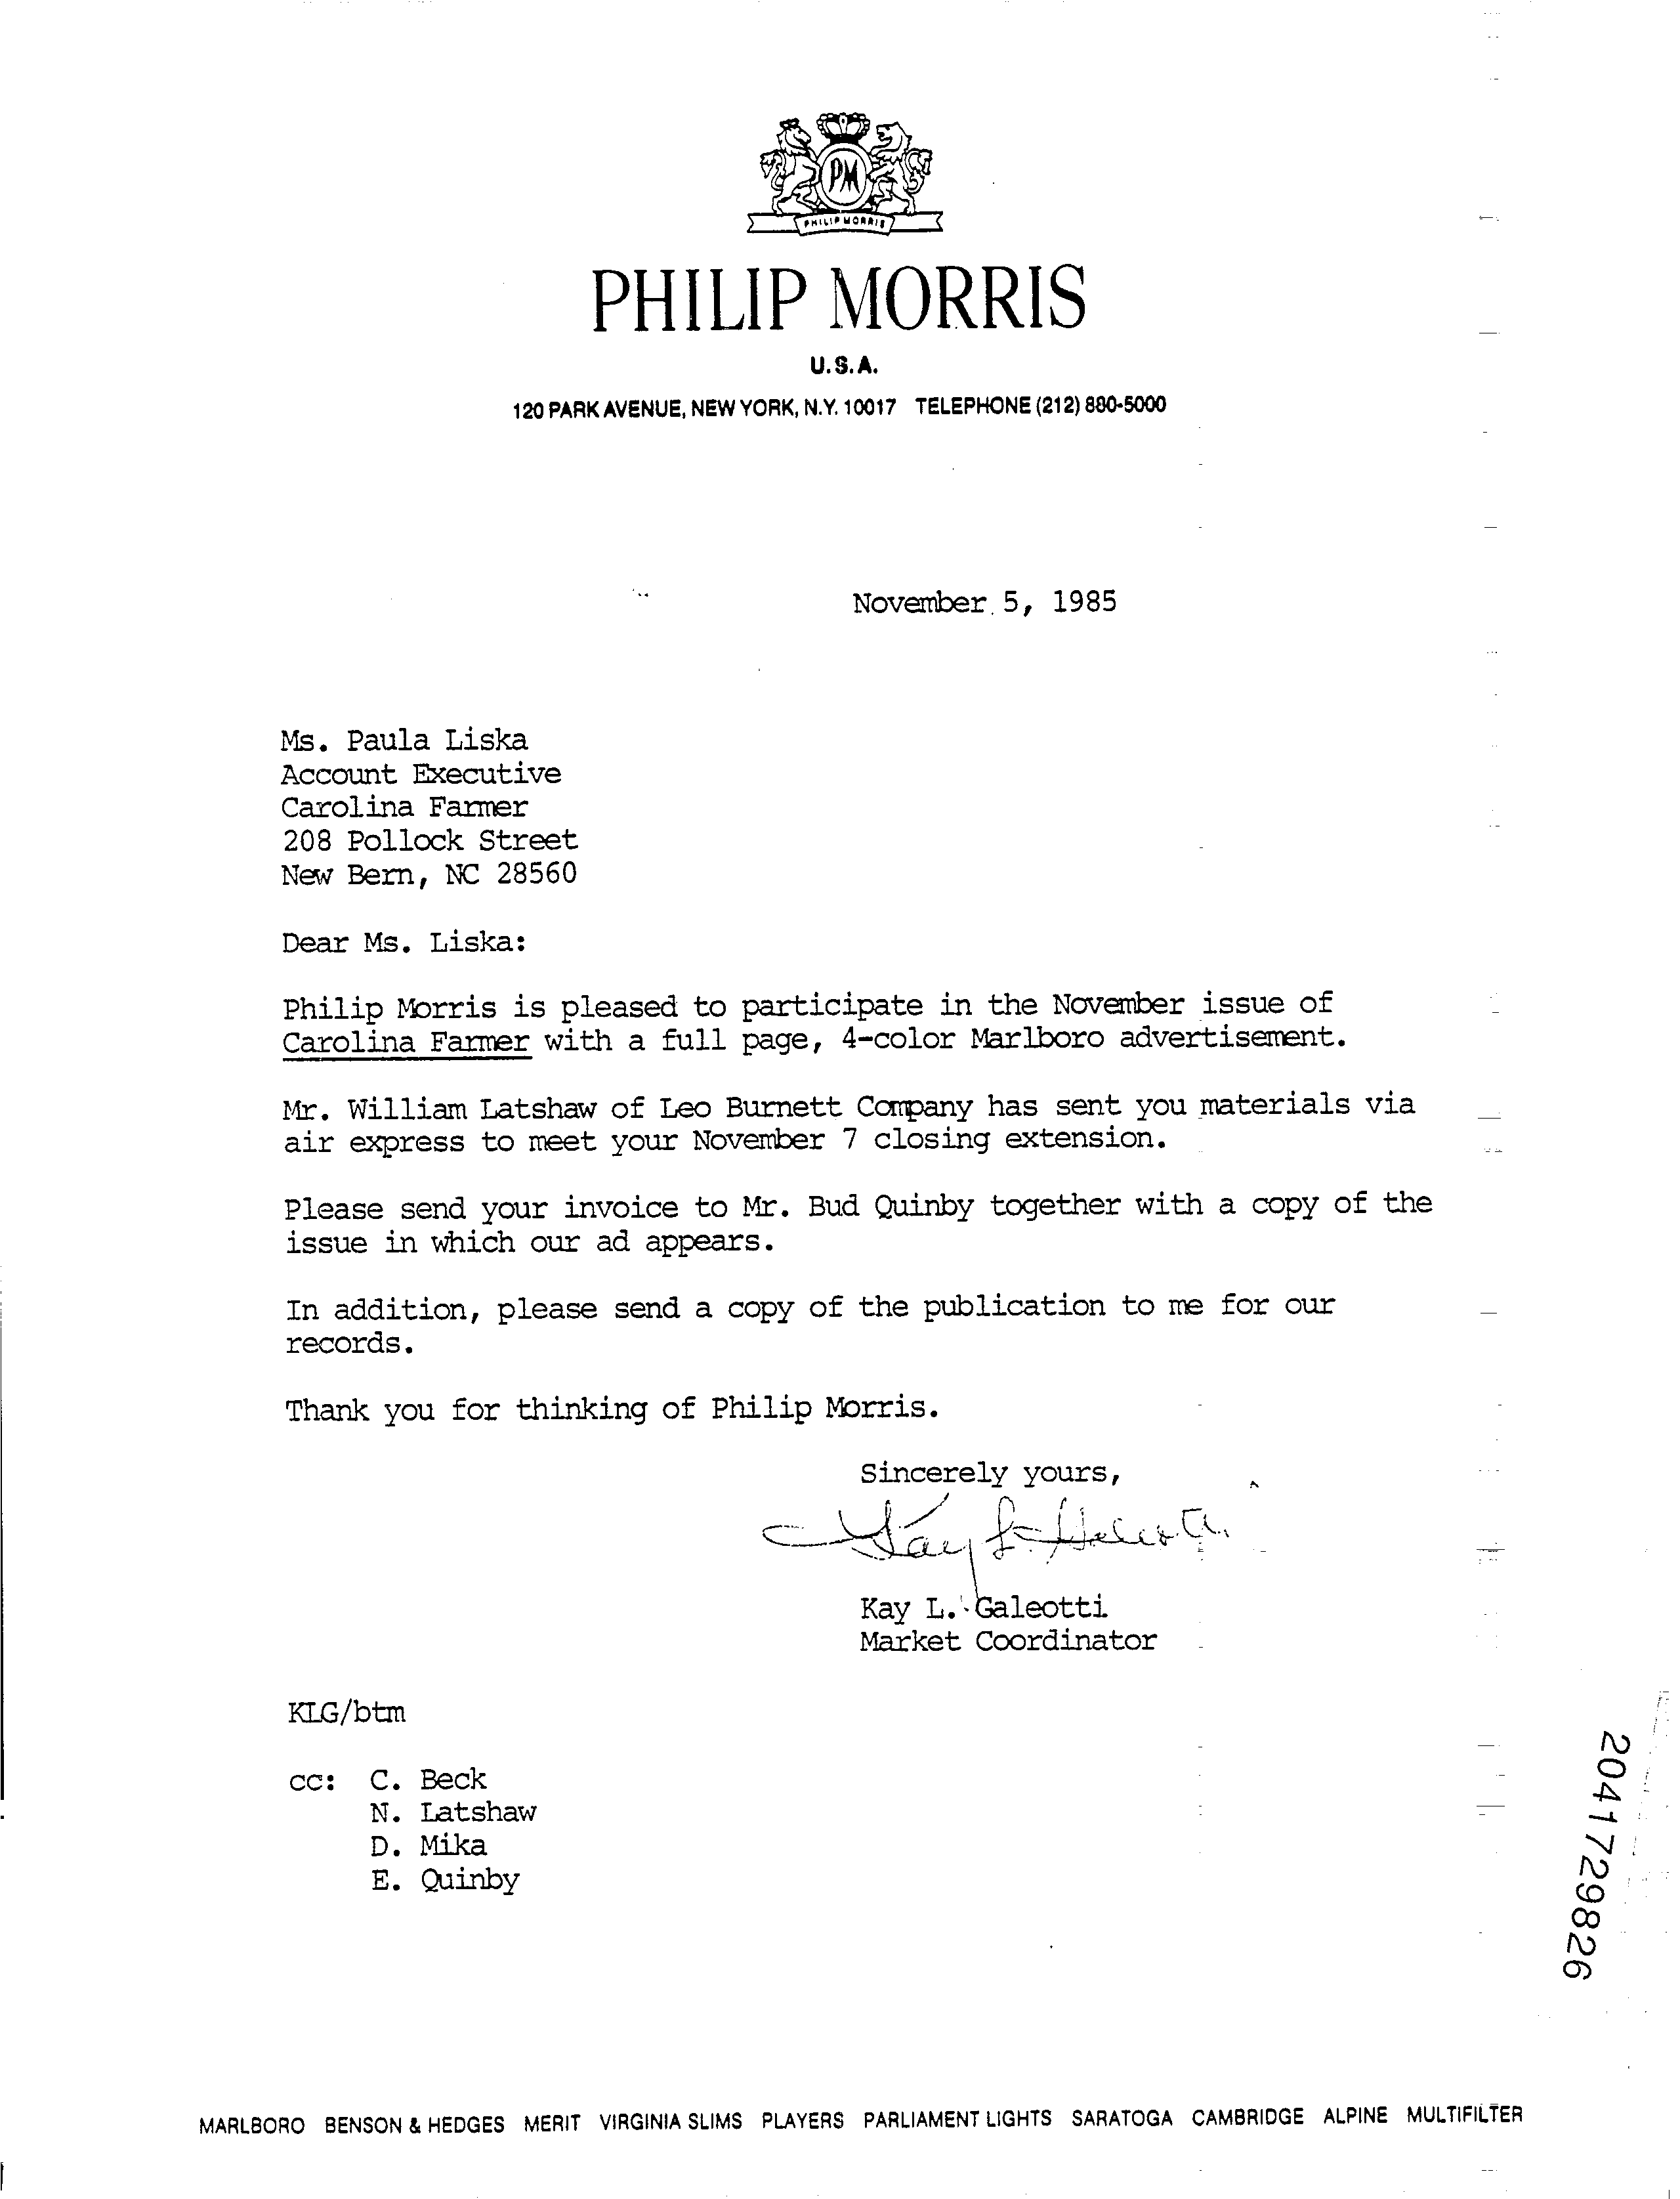 PM
PHILIP MORRIS
PHILIP MORRIS
U.S.A.
120 PARK AVENUE, NEW YORK, N.Y. 10017 TELEPHONE (212) 880-5000
November 5, 1985
Ms. Paula Liska
Account Executive
Carolina Farmer
208 Pollock Street
New Bern, NC 28560
Dear Ms. Liska:
Philip Morris is pleased to participate in the November issue of
Carolina Farmer with a full page, 4-color Marlboro advertisement.
Mr. William Latshaw of Leo Burnett Company has sent you materials via
air express to meet your November 7 closing extension.
Please send your invoice to Mr. Bud Quinby together with a copy of the
issue in which our ad appears.
In addition, please send a copy of the publication to me for our
records.
Thank you for thinking of Philip Morris.
Sincerely yours,
Kay L. Galeotti
Kay L. Galeotti
Market Coordinator
KLG/btm
cc: C. Beck
N. Latshaw
D. Mika
E. Quinby
2041729826
MARLBORO BENSON & HEDGES MERIT VIRGINIA SLIMS PLAYERS PARLIAMENT LIGHTS SARATOGA CAMBRIDGE ALPINE MULTIFILTER